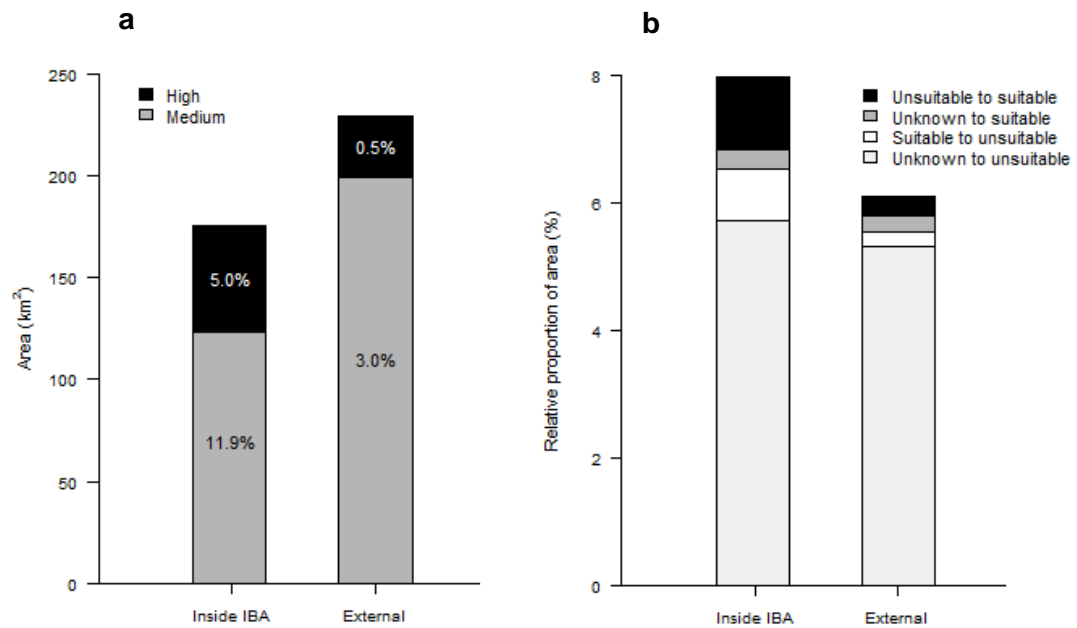 a
250
200
150
100
50
0
Area (km²)
High
Medium
5.0%
11.9%
0.5%
3.0%
Inside IBA
External
b
8
6
4
2
0
Relative proportion of area (%)
Unsuitable to suitable
Unknown to suitable
Suitable to unsuitable
Unknown to unsuitable
Inside IBA
External